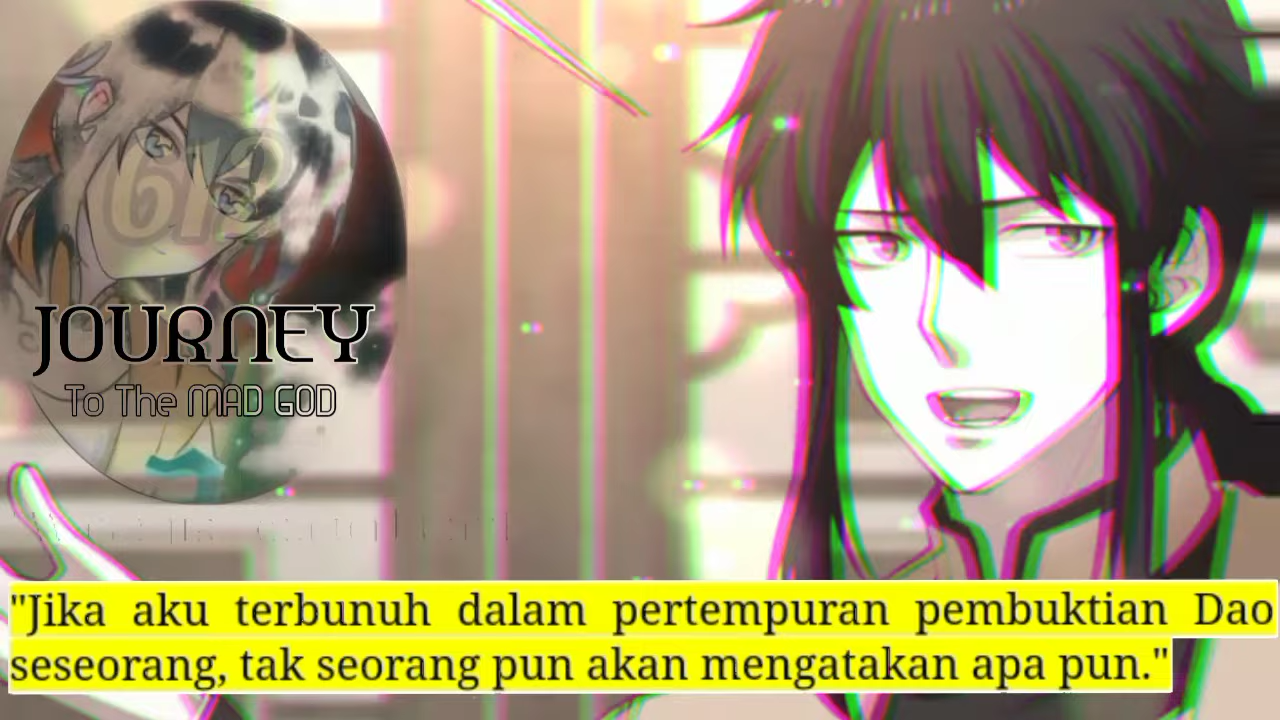 JOURNEY
To The MAD GOD
"Jika aku terbunuh dalam pertempuran pembuktian Dao
seseorang, tak seorang pun akan mengatakan apa pun."